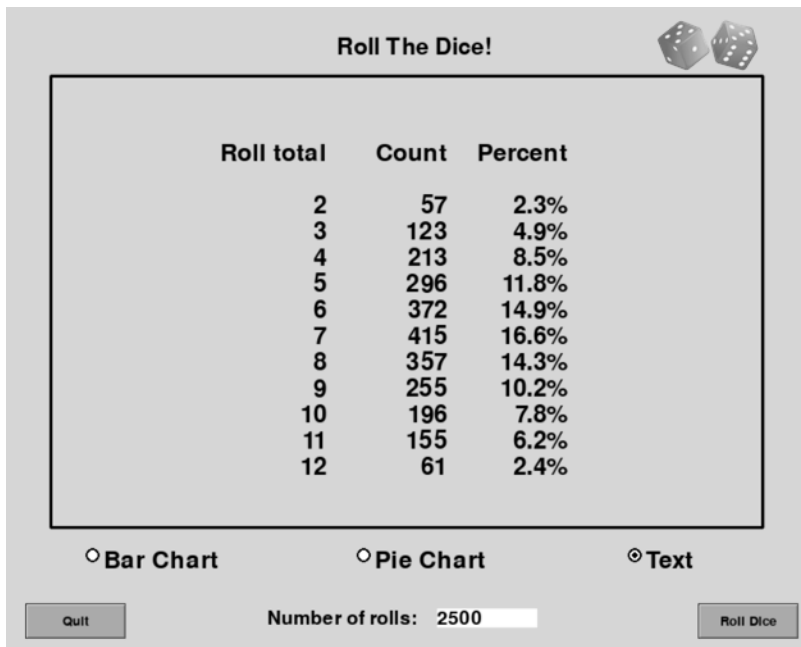 Roll The Dice!
Roll total Count Percent
2 57 2.3%
3 123 4.9%
4 213 8.5%
5 296 11.8%
6 372 14.9%
7 415 16.6%
8 357 14.3%
9 255 10.2%
10 196 7.8%
11 155 6.2%
12 61 2.4%
Bar Chart Pie Chart Text
Quit Number of rolls: 2500 Roll Dice